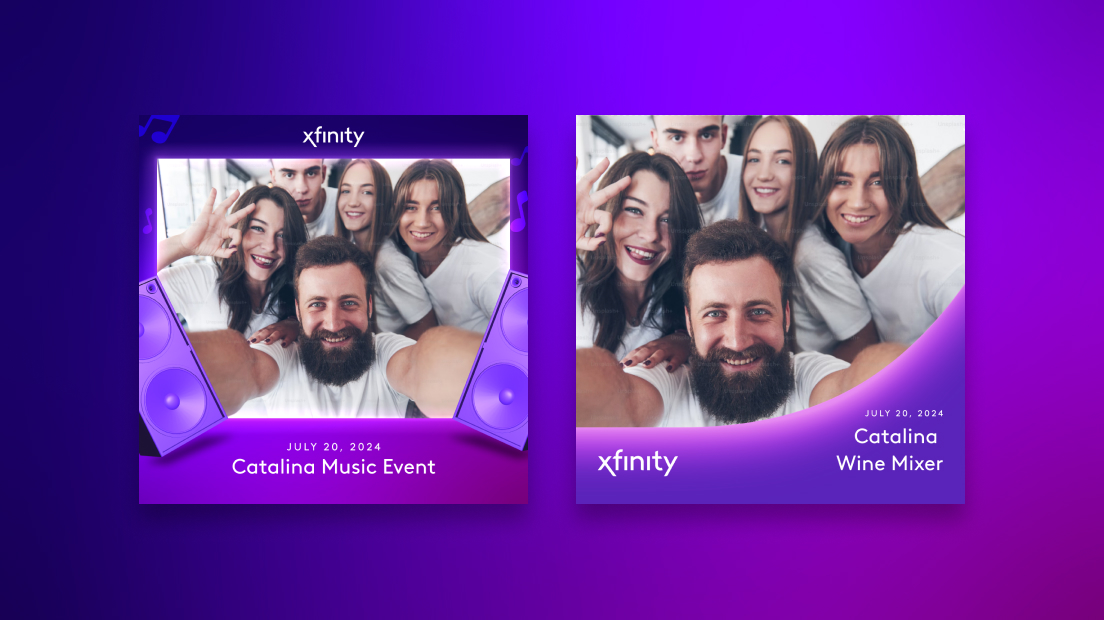 xfinity
JULY 20, 2024
Catalina Music Event
JULY 20, 2024
Catalina
Wine Mixer
xfinity